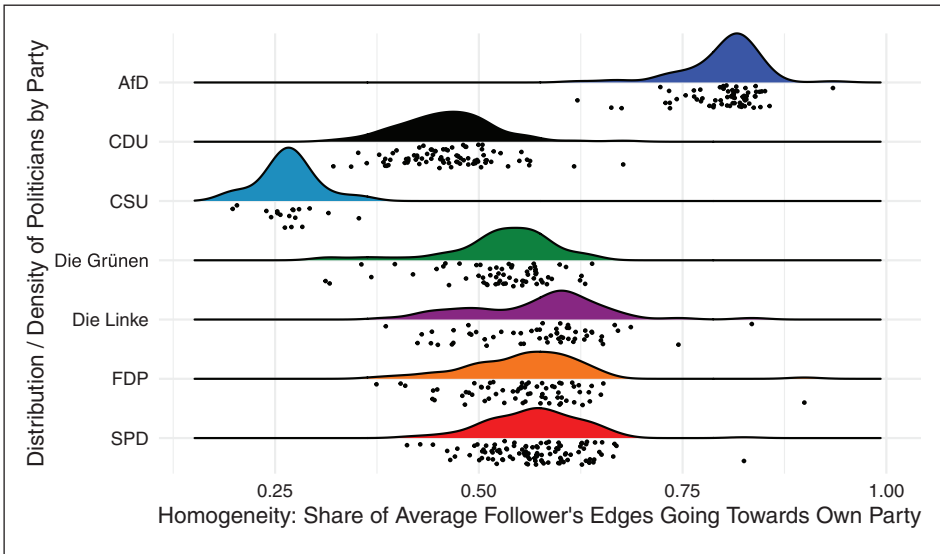 Distribution / Density of Politicians by Party
AfD
CDU
CSU
Die Grünen
Die Linke
FDP
SPD
0.25 0.50 0.75 1.00
Homogeneity: Share of Average Follower's Edges Going Towards Own Party